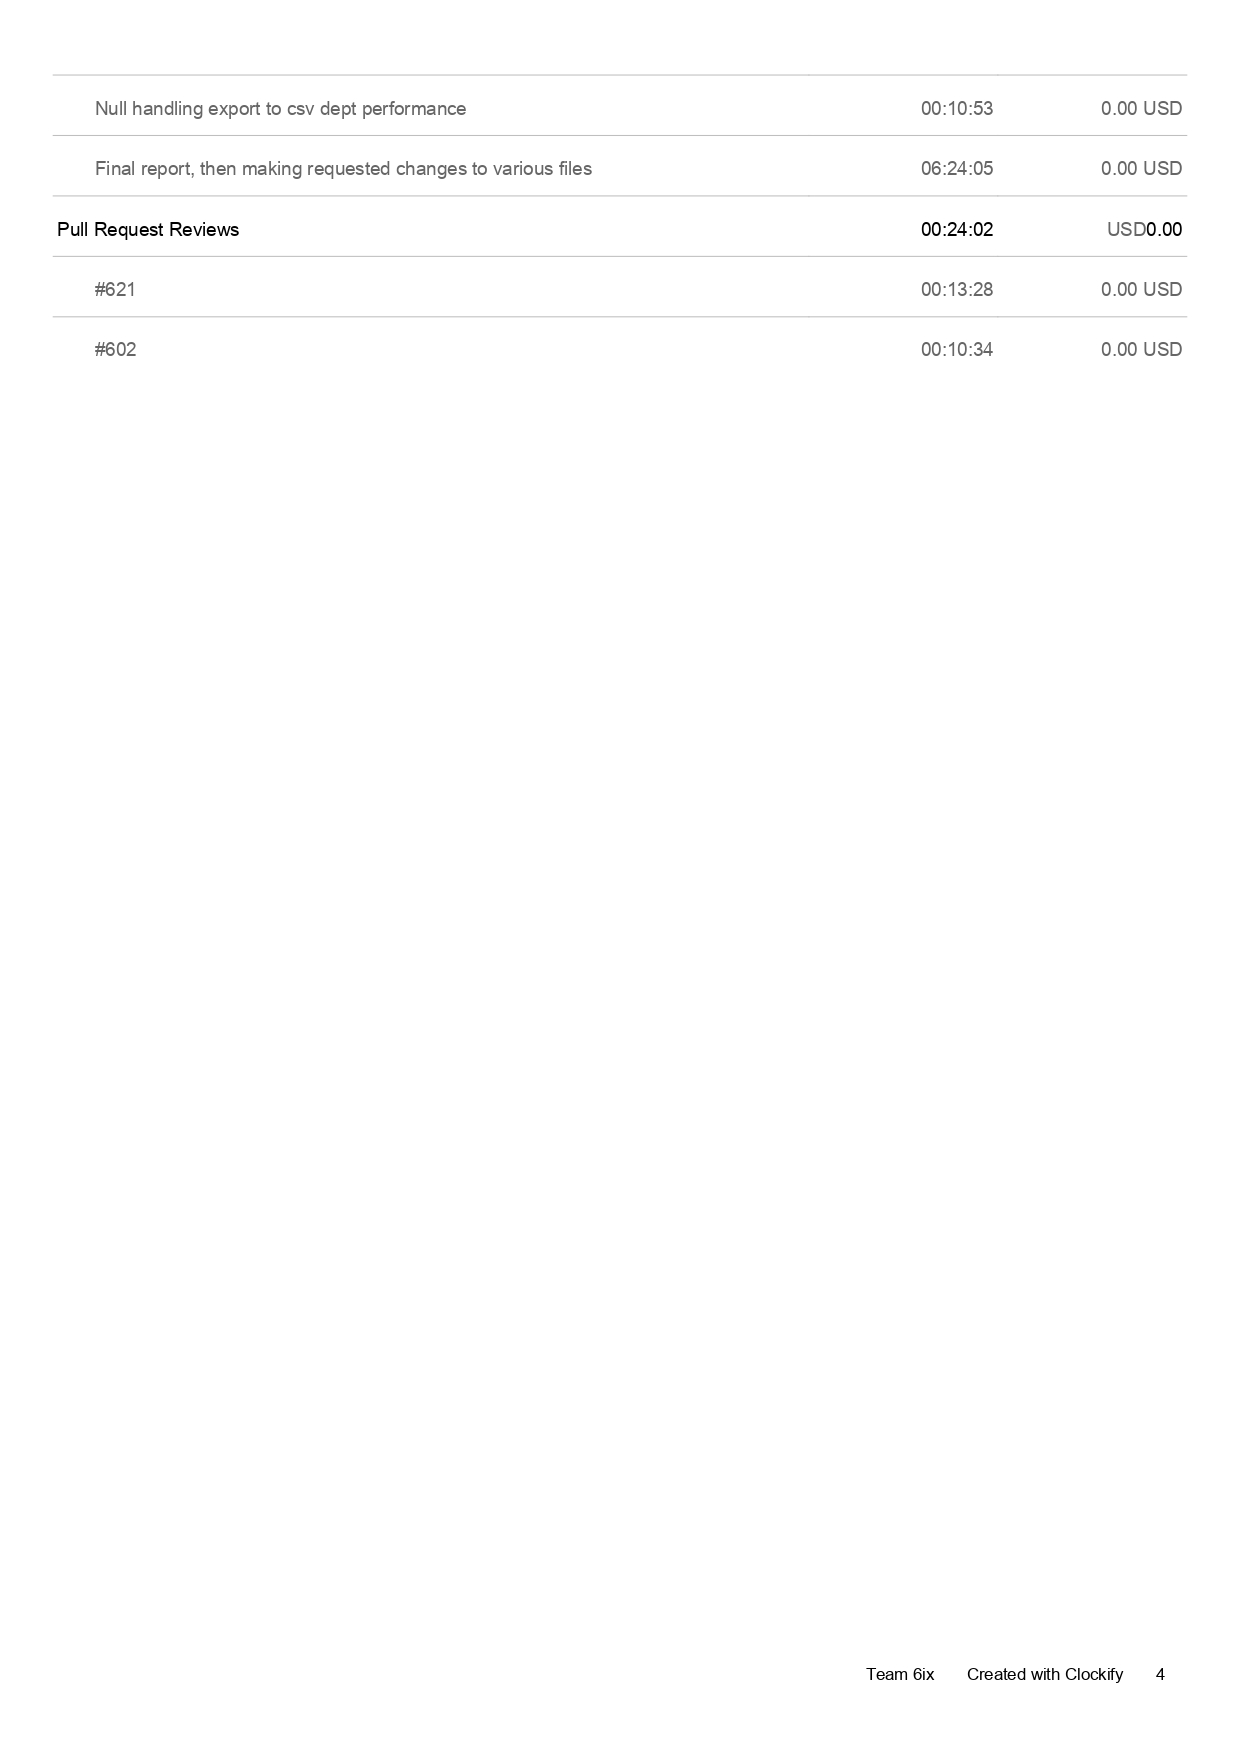 Null handling export to csv dept performance 00:10:53 0.00 USD
Final report, then making requested changes to various files 06:24:05 0.00 USD
Pull Request Reviews 00:24:02 USD0.00
#621 00:13:28 0.00 USD
#602 00:10:34 0.00 USD
Team 6ix Created with Clockify 4